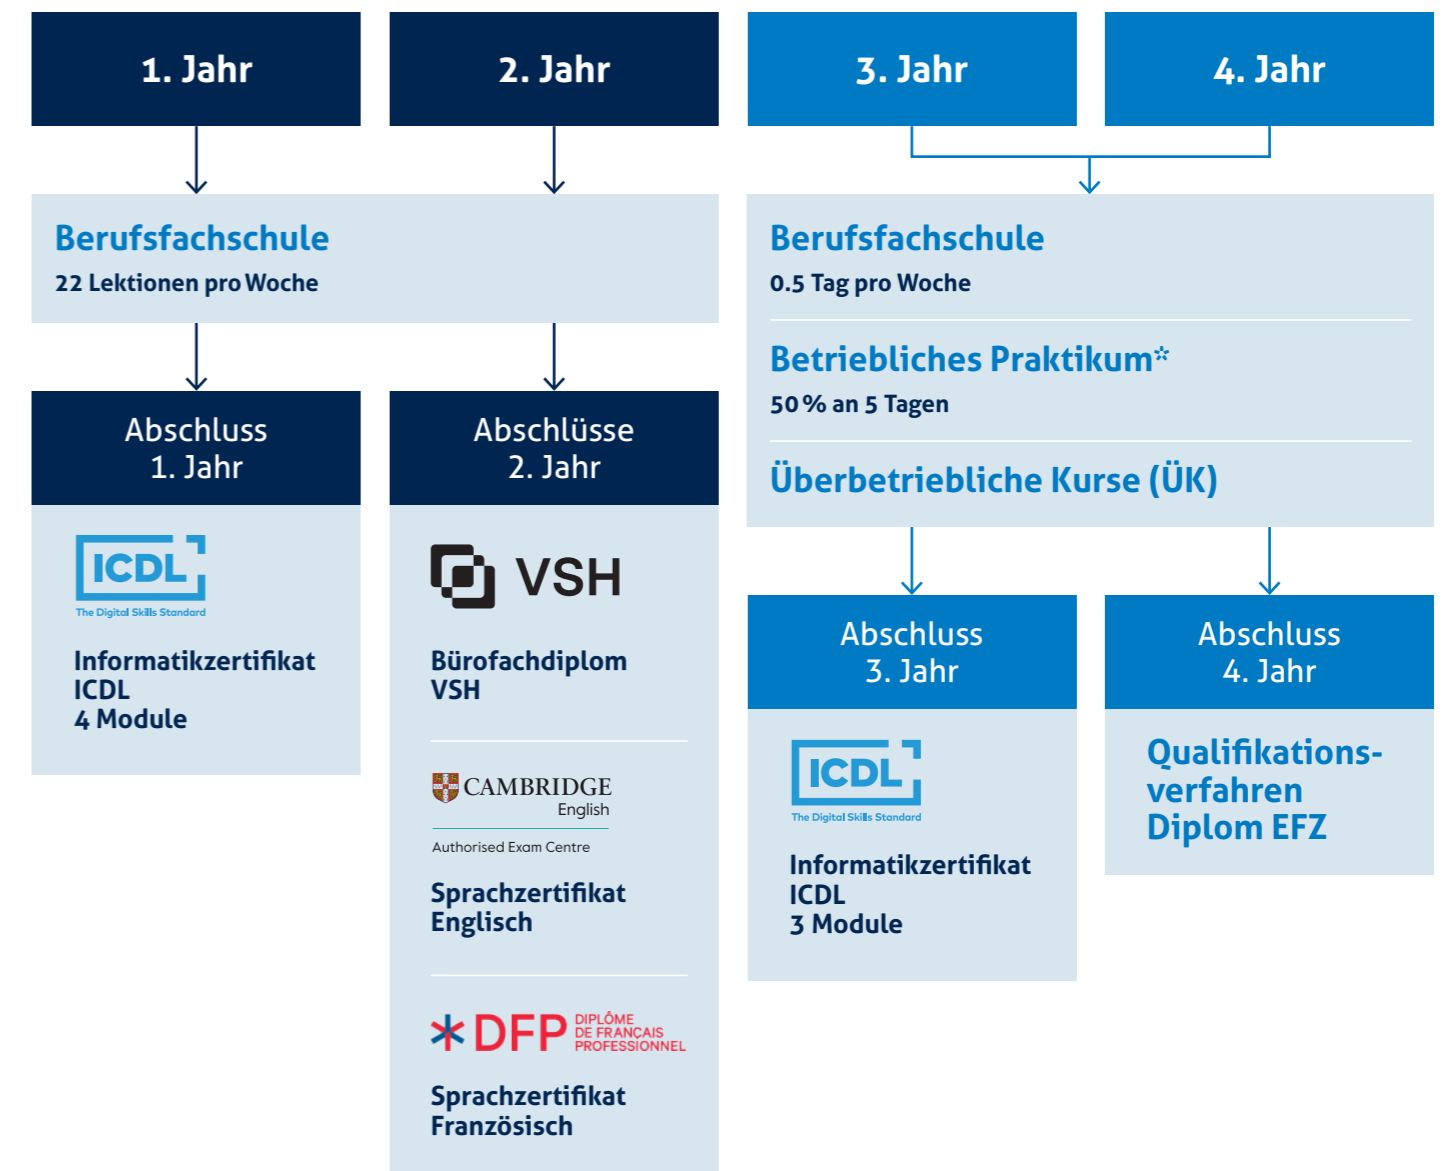 1. Jahr
2. Jahr
3. Jahr
4. Jahr
Berufsfachschule
22 Lektionen pro Woche
Berufsfachschule
0.5 Tag pro Woche
Betriebliches Praktikum*
50 % an 5 Tagen
Überbetriebliche Kurse (ÜK)
Abschluss
1. Jahr
ICDL
The Digital Skills Standard
Informatikzertifikat
ICDL
4 Module
Abschlüsse
2. Jahr
VSH
Bürofachdiplom
VSH
CAMBRIDGE
English
Authorised Exam Centre
Sprachzertifikat
Englisch
DFP
DIPLÔME
DE FRANÇAIS
PROFESSIONNEL
Sprachzertifikat
Französisch
Abschluss
3. Jahr
ICDL
The Digital Skills Standard
Informatikzertifikat
ICDL
3 Module
Abschluss
4. Jahr
Qualifikations-
verfahren
Diplom EFZ